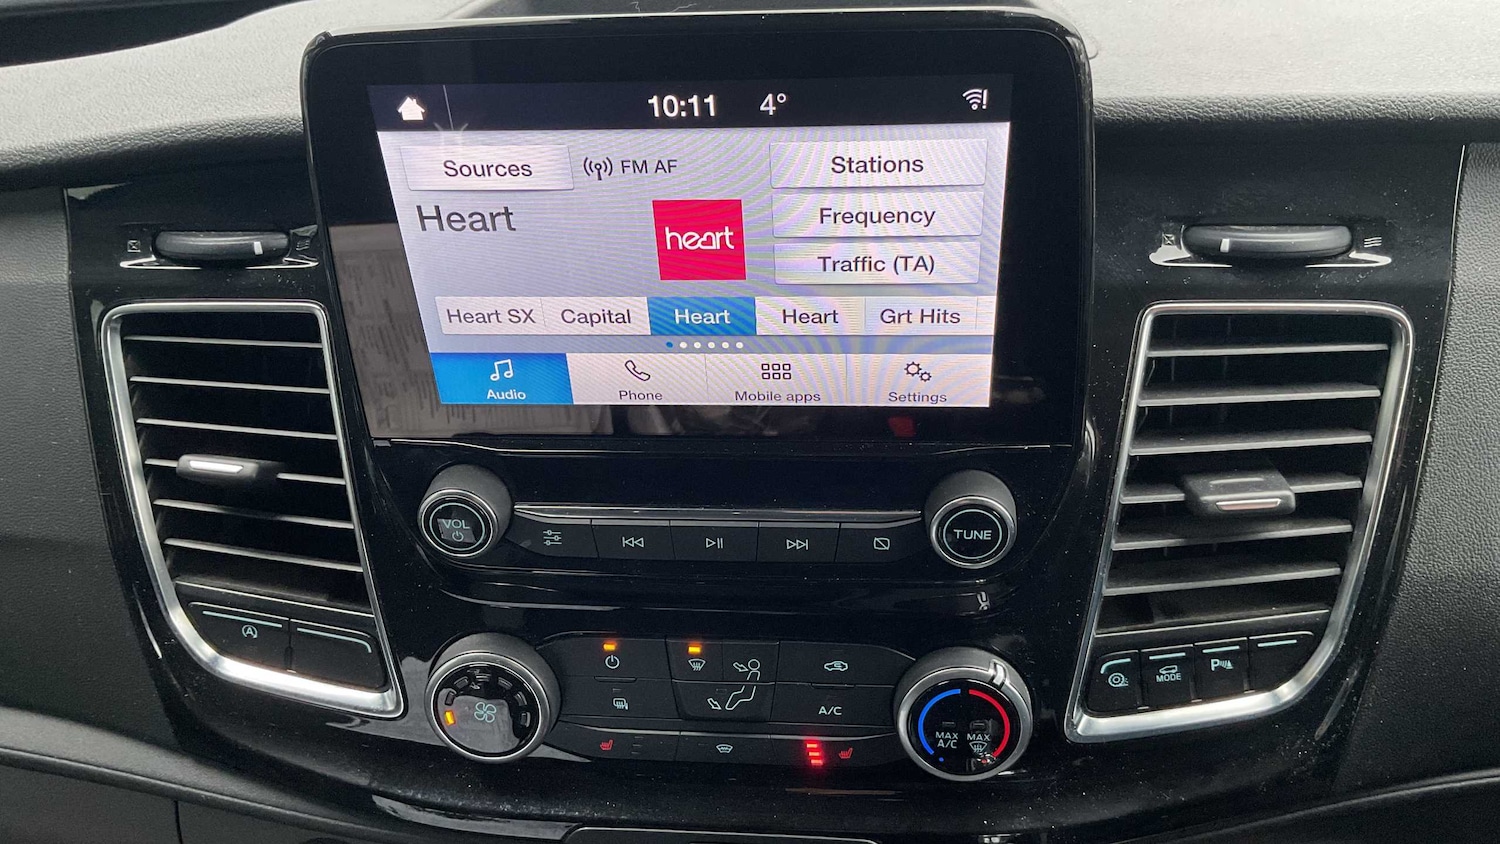 10:11 4°
Sources FM AF Stations
Heart heart Frequency
Traffic (TA)
Heart SX Capital Heart Heart Grt Hits
Audio Phone Mobile apps Settings
VOL TUNE
A
MODE P
A/C
MAX A/C MAX